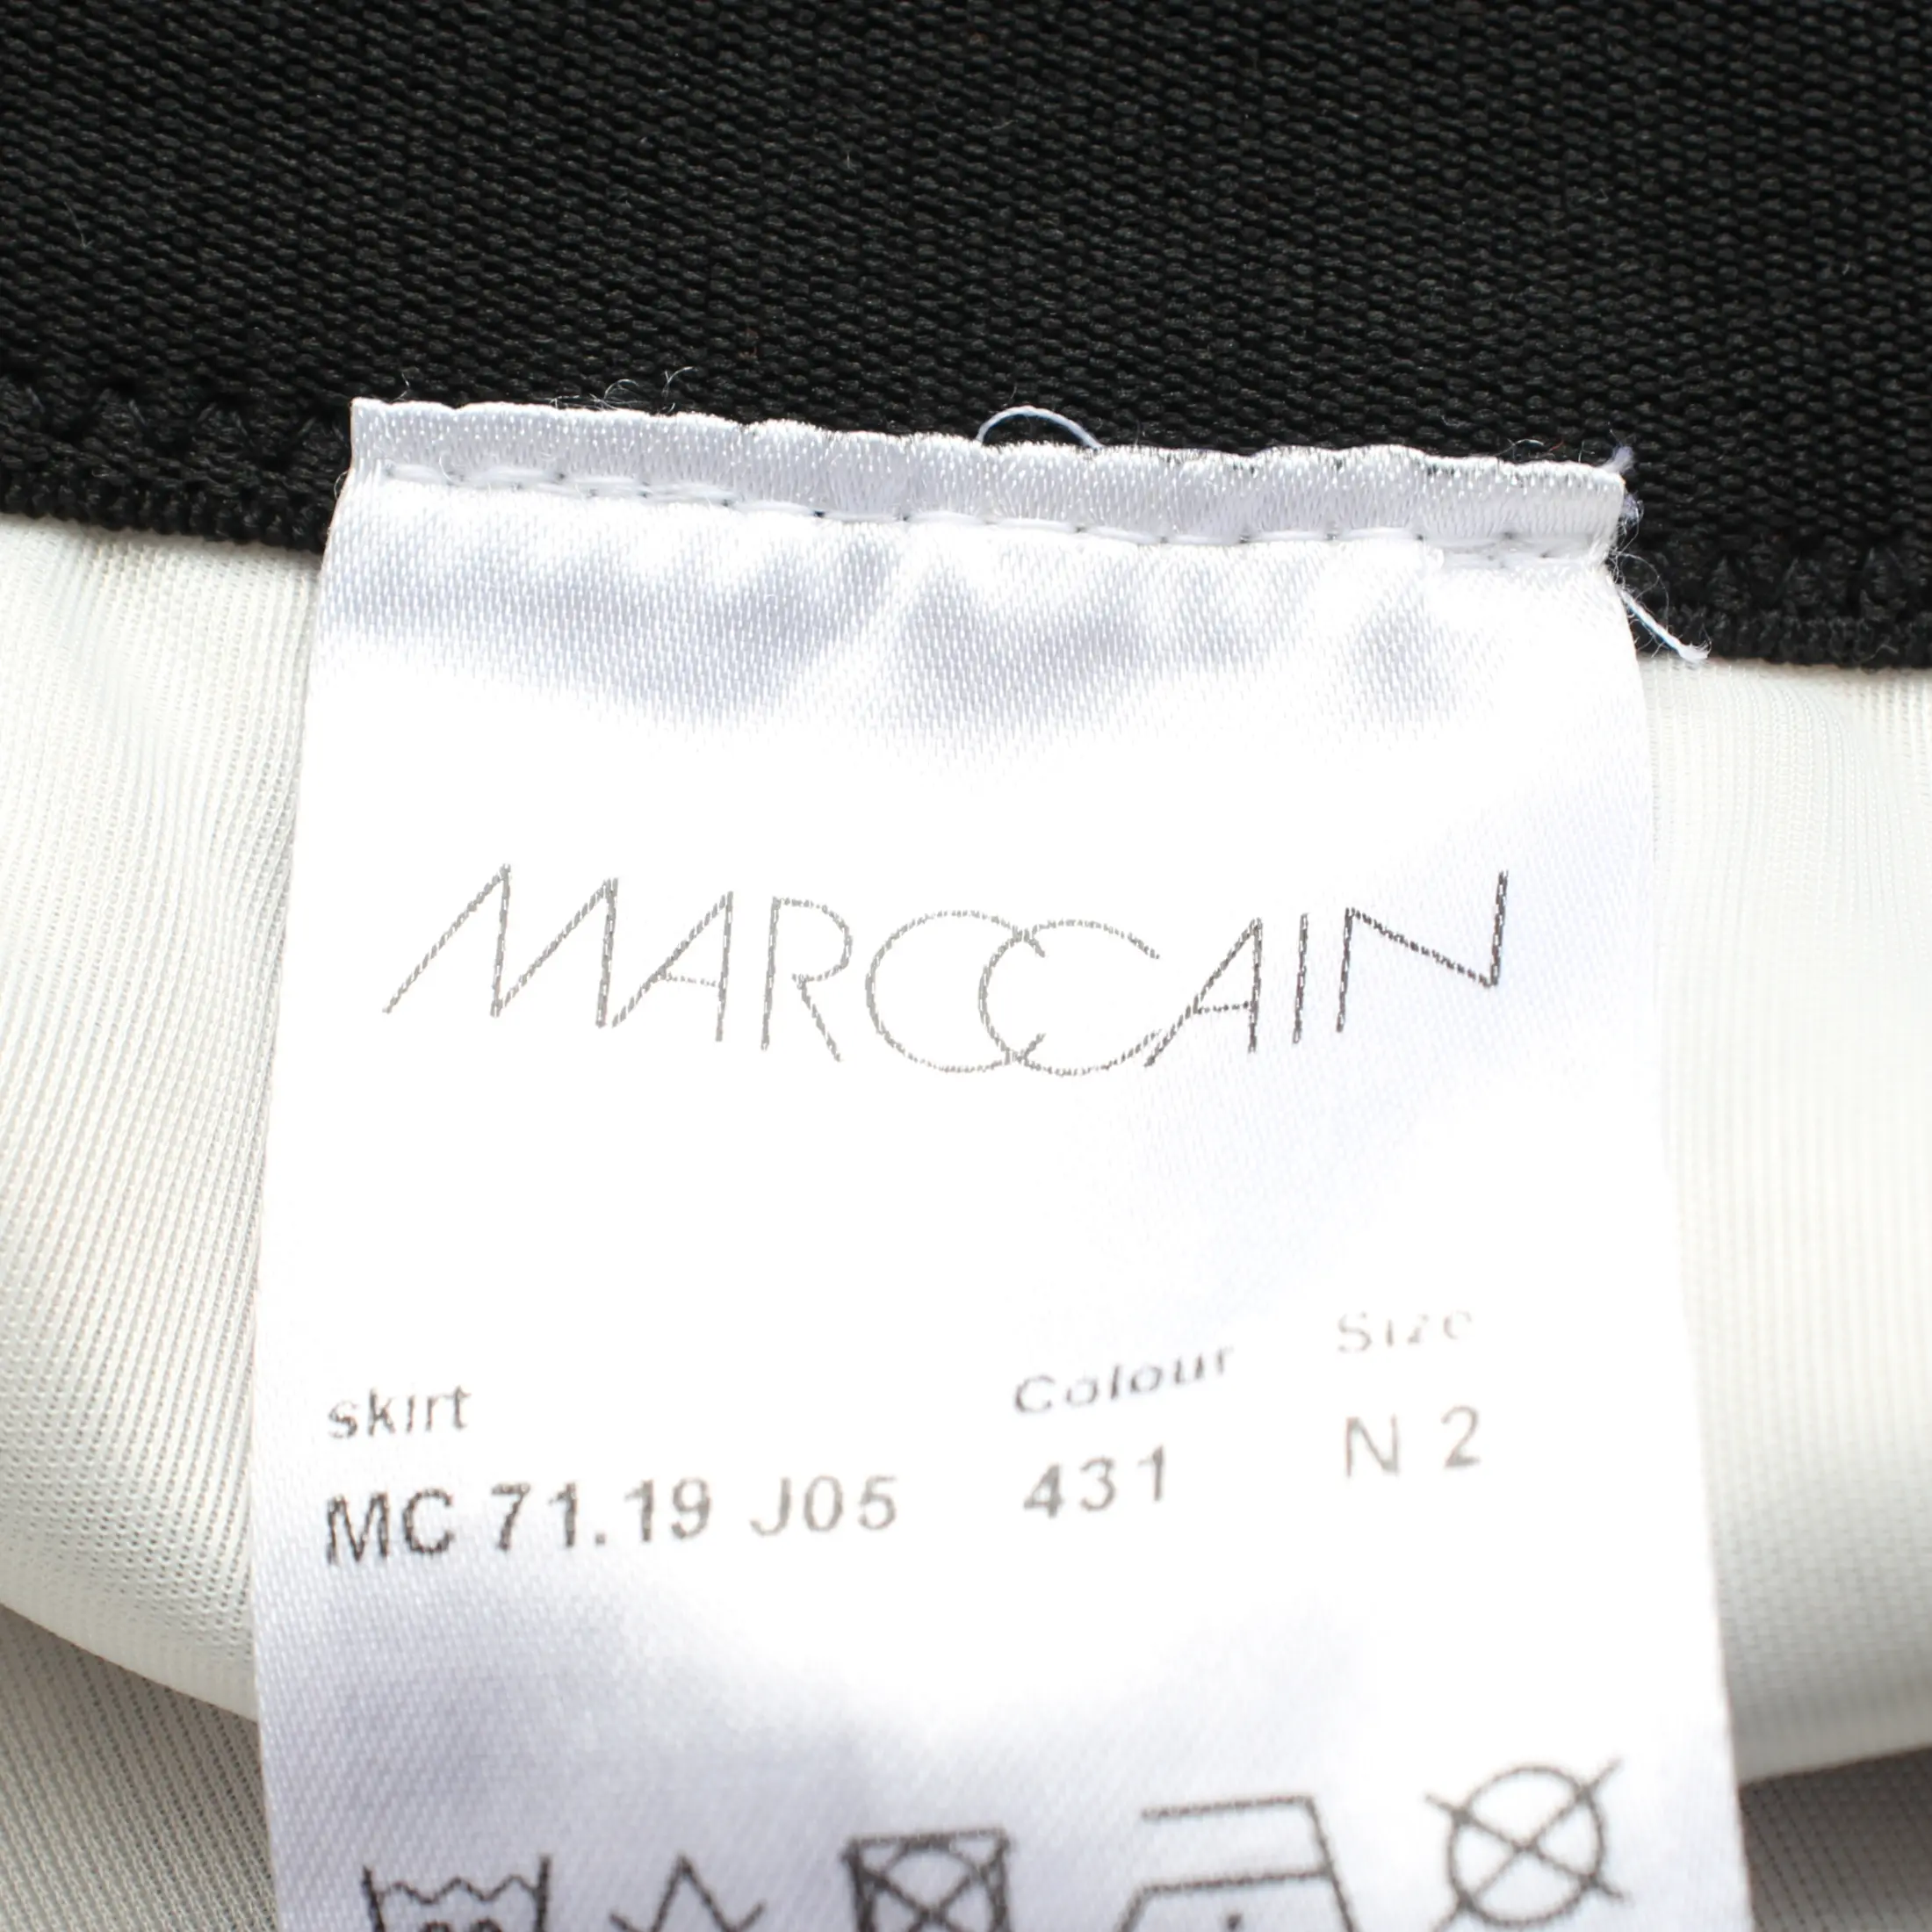 MARCCAIN
skirt Colour Size
MC 71.19 J05 431 N 2